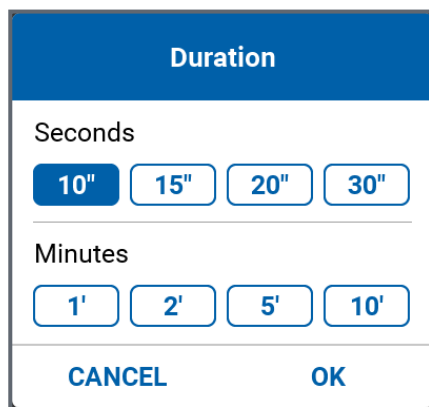 Duration
Seconds
10" 15" 20" 30"
Minutes
1' 2' 5' 10'
CANCEL OK